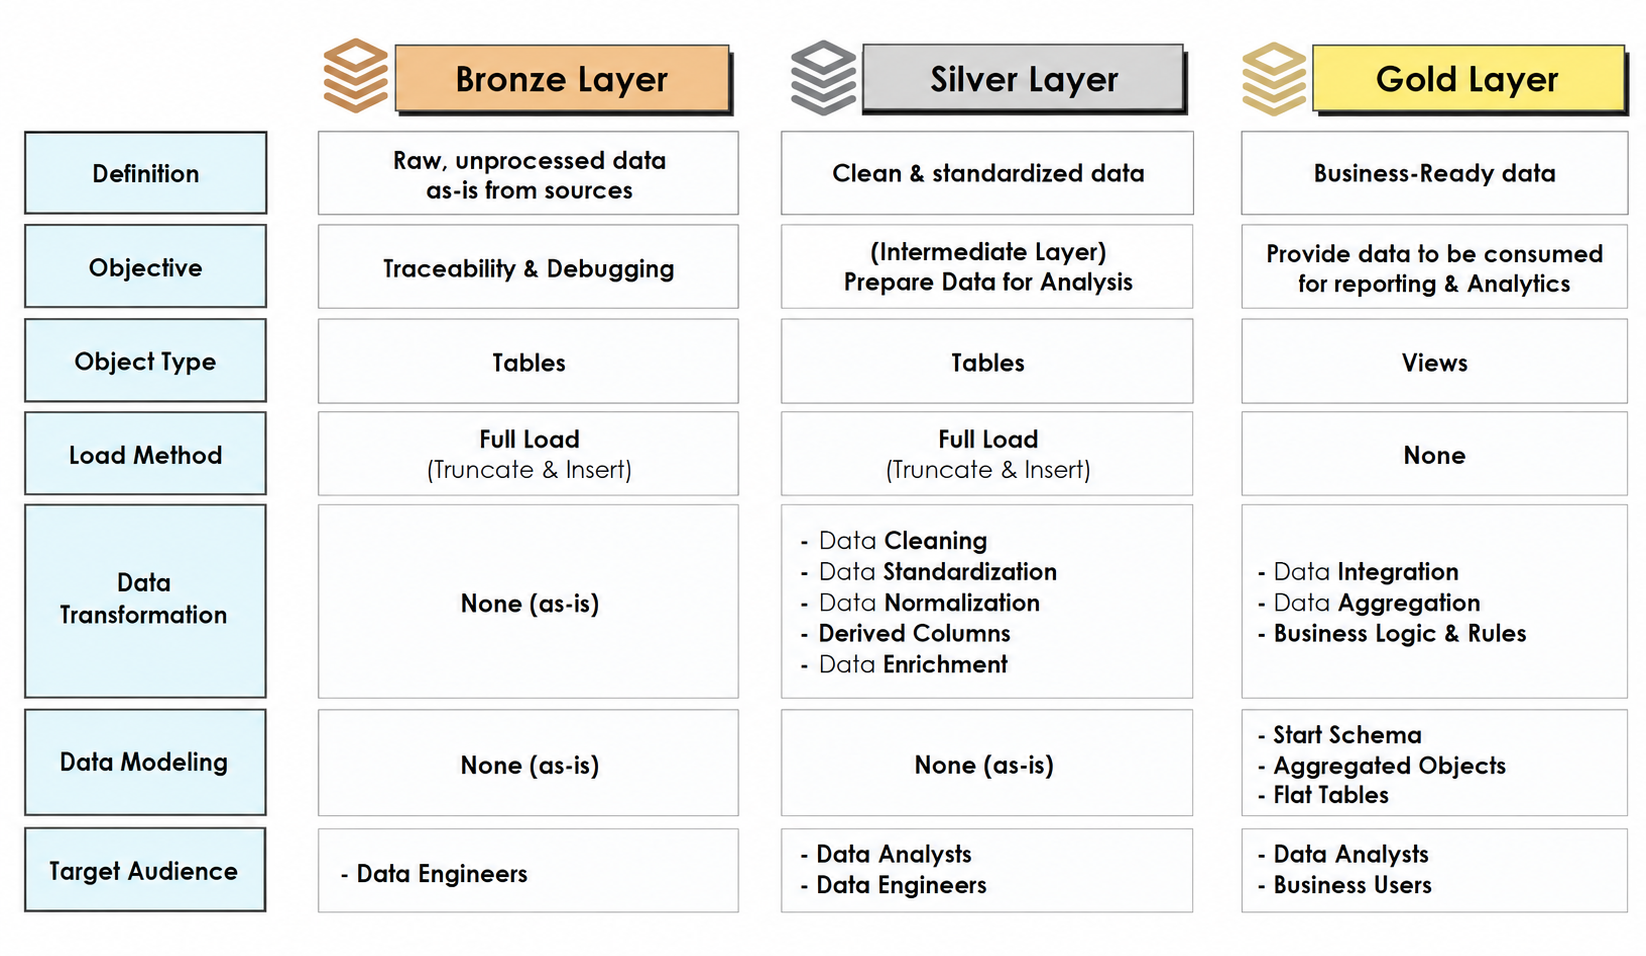 Bronze Layer
Silver Layer
Gold Layer
Definition
Raw, unprocessed data
as-is from sources
Clean & standardized data
Business-Ready data
Objective
Traceability & Debugging
(Intermediate Layer)
Prepare Data for Analysis
Provide data to be consumed
for reporting & Analytics
Object Type
Tables
Tables
Views
Load Method
Full Load
(Truncate & Insert)
Full Load
(Truncate & Insert)
None
Data
Transformation
None (as-is)
- Data Cleaning
- Data Standardization
- Data Normalization
- Derived Columns
- Data Enrichment
- Data Integration
- Data Aggregation
- Business Logic & Rules
Data Modeling
None (as-is)
None (as-is)
- Start Schema
- Aggregated Objects
- Flat Tables
Target Audience
- Data Engineers
- Data Analysts
- Data Engineers
- Data Analysts
- Business Users